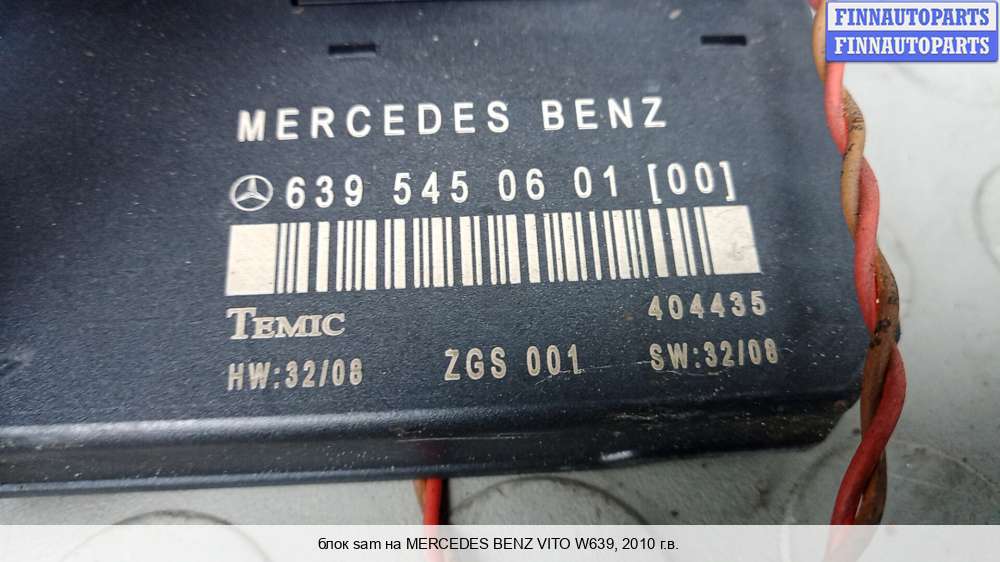 FINNAUTOPARTS
FINNAUTOPARTS
MERCEDES BENZ
639 545 06 01 [00]
TEMIC
404435
HW:32/08 ZGS 001 SW:32/08
блок sam на MERCEDES BENZ VITO W639, 2010 г.в.